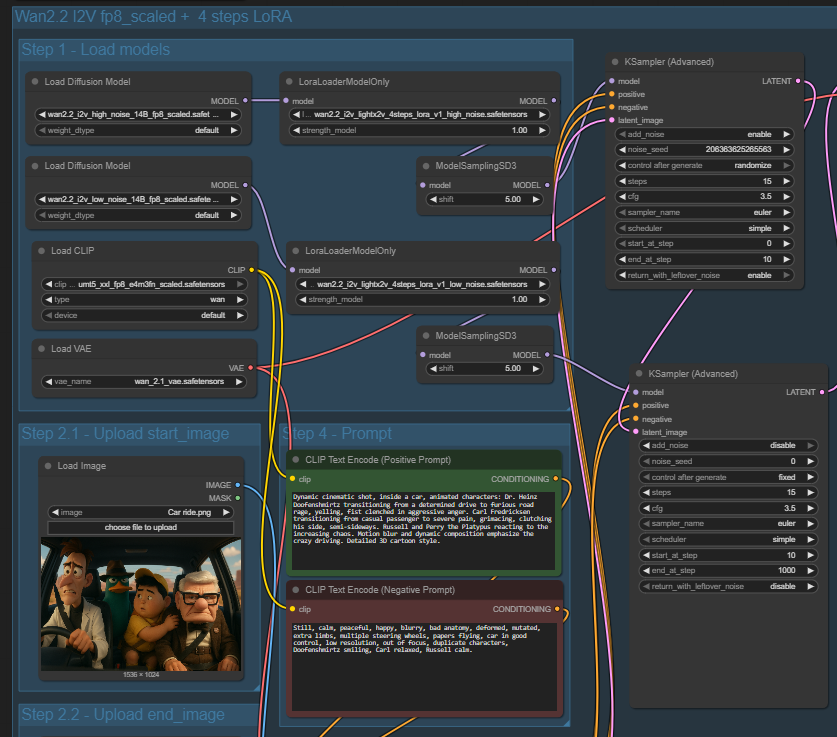 Wan2.2 I2V fp8_scaled + 4 steps LoRA
Step 1 - Load models
Load Diffusion Model
MODEL
wan2.2_i2v_high_noise_14B_fp8_scaled.safet ...
weight_dtype default
LoraLoaderModelOnly
model MODEL
l... wan2.2_i2v_lightx2v_4steps_lora_v1_high_noise.safetensors
strength_model 1.00
Load Diffusion Model
MODEL
wan2.2_i2v_low_noise_14B_fp8_scaled.safete ...
weight_dtype default
ModelSamplingSD3
model MODEL
shift 5.00
Load CLIP
CLIP
clip ... umt5_xxl_fp8_e4m3fn_scaled.safetensors
type wan
device default
LoraLoaderModelOnly
model MODEL
.. wan2.2_i2v_lightx2v_4steps_lora_v1_low_noise.safetensors
strength_model 1.00
Load VAE
VAE
vae_name wan_2.1_vae.safetensors
ModelSamplingSD3
model MODEL
shift 5.00
KSampler (Advanced)
model LATENT
positive
negative
latent_image
add_noise enable
noise_seed 206363625265563
control after generate randomize
steps 15
cfg 3.5
sampler_name euler
scheduler simple
start_at_step 0
end_at_step 10
return_with_leftover_noise enable
KSampler (Advanced)
model LATENT
positive
negative
latent_image
add_noise disable
noise_seed 0
control after generate fixed
steps 15
cfg 3.5
sampler_name euler
scheduler simple
start_at_step 10
end_at_step 1000
return_with_leftover_noise disable
Step 2.1 - Upload start_image
Load Image
IMAGE
MASK
image Car ride.png
choose file to upload
1536 × 1024
Step 4 - Prompt
CLIP Text Encode (Positive Prompt)
clip CONDITIONING
Dynamic cinematic shot, inside a car, animated characters: Dr. Heinz
Doofenshmirtz transitioning from a determined drive to furious road
rage, yelling, fist clenched in aggressive anger. Carl Fredricksen
transitioning from casual passenger to severe pain, grimacing, clutching
his side, semi-sideways. Russell and Perry the Platypus reacting to the
increasing chaos. Motion blur and dynamic composition emphasize the
crazy driving. Detailed 3D cartoon style.
CLIP Text Encode (Negative Prompt)
clip CONDITIONING
Still, calm, peaceful, happy, blurry, bad anatomy, deformed, mutated,
extra limbs, multiple steering wheels, papers flying, car in good
control, low resolution, out of focus, duplicate characters,
Doofenshmirtz smiling, Carl relaxed, Russell calm.
Step 2.2 - Upload end_image